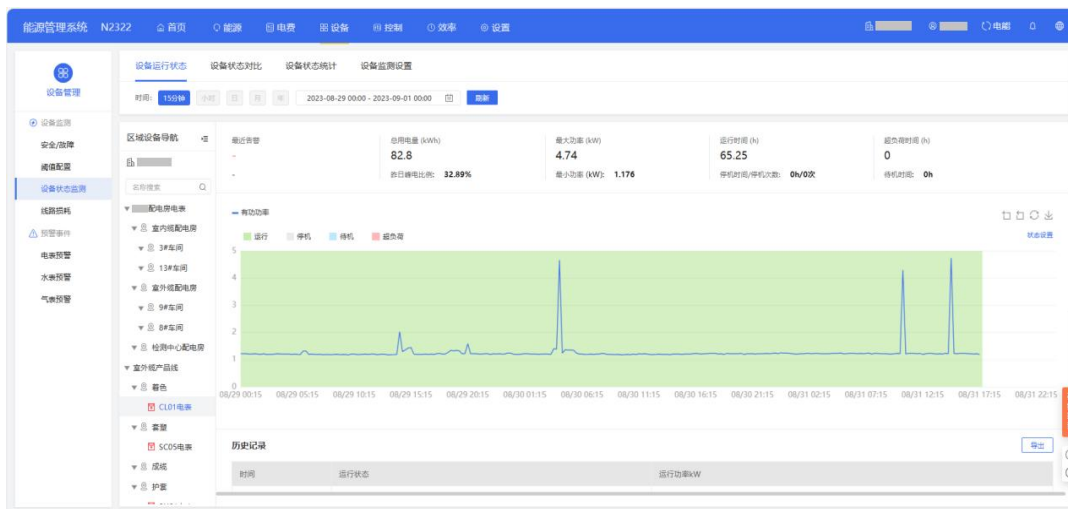 能源管理系统 N2322 首页 能源 电费 设备 控制 效率 设置 电能
设备管理
设备监测
安全/故障
阈值配置
设备状态监测
线路损耗
预警事件
电表预警
水表预警
气表预警
设备运行状态 设备状态对比 设备状态统计 设备监测设置
时间: 15分钟 小时 日 月 年 2023-08-29 00:00 - 2023-09-01 00:00 刷新
区域设备导航
名称搜索
配电房电表
室内缆配电房
3#车间
13#车间
室外缆配电房
9#车间
8#车间
检测中心配电房
室外缆产品线
着色
CL01电表
套塑
SC05电表
成缆
护套
最近告警
-
-
总用电量 (kWh)
82.8
昨日峰电比例: 32.89%
最大功率 (kW)
4.74
最小功率 (kW): 1.176
运行时间 (h)
65.25
停机时间/停机次数: 0h/0次
超负荷时间 (h)
0
待机时间: 0h
有功功率
运行 停机 待机 超负荷
状态设置
5
4
3
2
1
0
08/29 00:15 08/29 05:15 08/29 10:15 08/29 15:15 08/29 20:15 08/30 01:15 08/30 06:15 08/30 11:15 08/30 16:15 08/30 21:15 08/31 02:15 08/31 07:15 08/31 12:15 08/31 17:15 08/31 22:15
历史记录 导出
时间 运行状态 运行功率kW